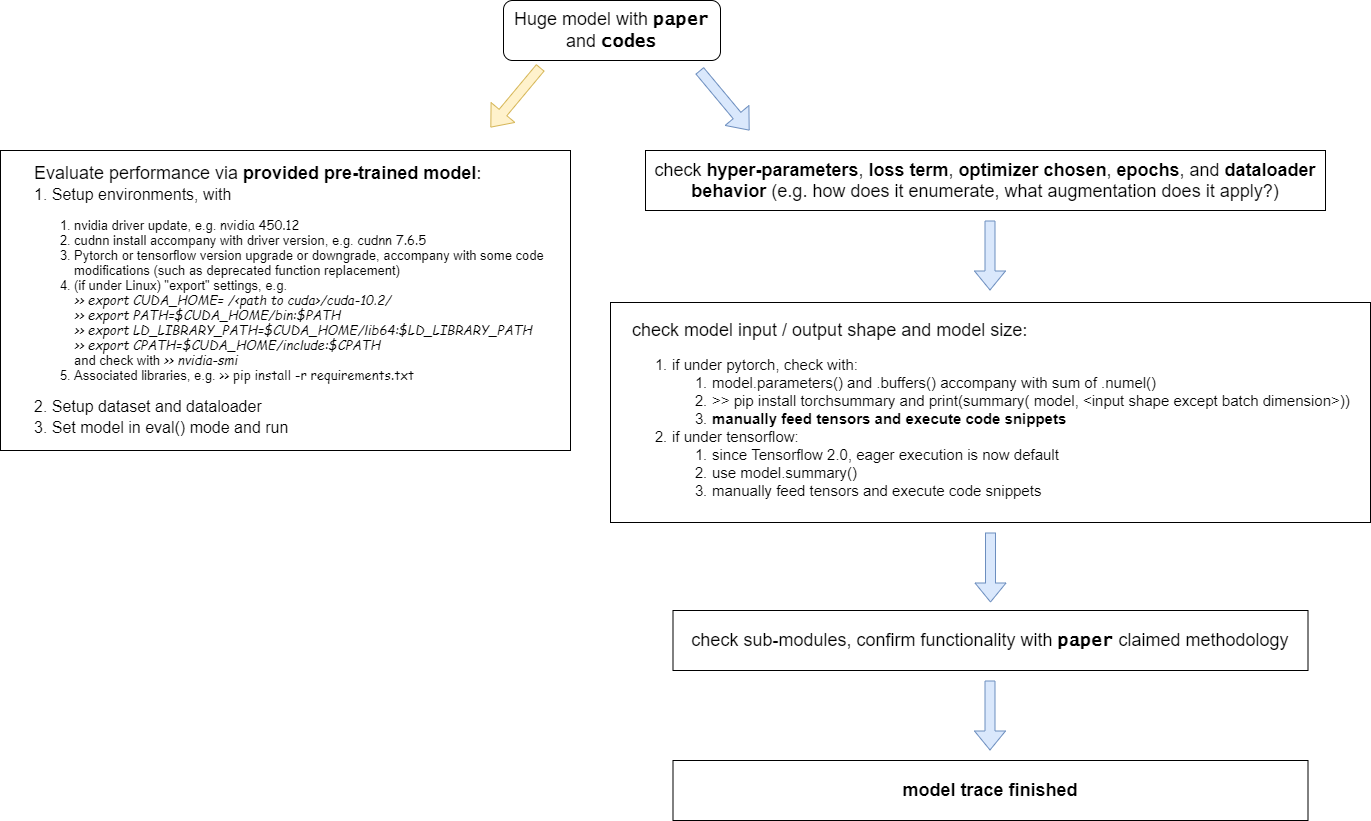 Huge model with paper
and codes
Evaluate performance via provided pre-trained model:
1. Setup environments, with
1. nvidia driver update, e.g. nvidia 450.12
2. cudnn install accompany with driver version, e.g. cudnn 7.6.5
3. Pytorch or tensorflow version upgrade or downgrade, accompany with some code
modifications (such as deprecated function replacement)
4. (if under Linux) "export" settings, e.g.
>> export CUDA_HOME= /<path to cuda>/cuda-10.2/
>> export PATH=$CUDA_HOME/bin:$PATH
>> export LD_LIBRARY_PATH=$CUDA_HOME/lib64:$LD_LIBRARY_PATH
>> export CPATH=$CUDA_HOME/include:$CPATH
and check with >> nvidia-smi
5. Associated libraries, e.g. >> pip install -r requirements.txt
2. Setup dataset and dataloader
3. Set model in eval() mode and run
check hyper-parameters, loss term, optimizer chosen, epochs, and dataloader
behavior (e.g. how does it enumerate, what augmentation does it apply?)
check model input / output shape and model size:
1. if under pytorch, check with:
1. model.parameters() and .buffers() accompany with sum of .numel()
2. >> pip install torchsummary and print(summary( model, <input shape except batch dimension>))
3. manually feed tensors and execute code snippets
2. if under tensorflow:
1. since Tensorflow 2.0, eager execution is now default
2. use model.summary()
3. manually feed tensors and execute code snippets
check sub-modules, confirm functionality with paper claimed methodology
model trace finished